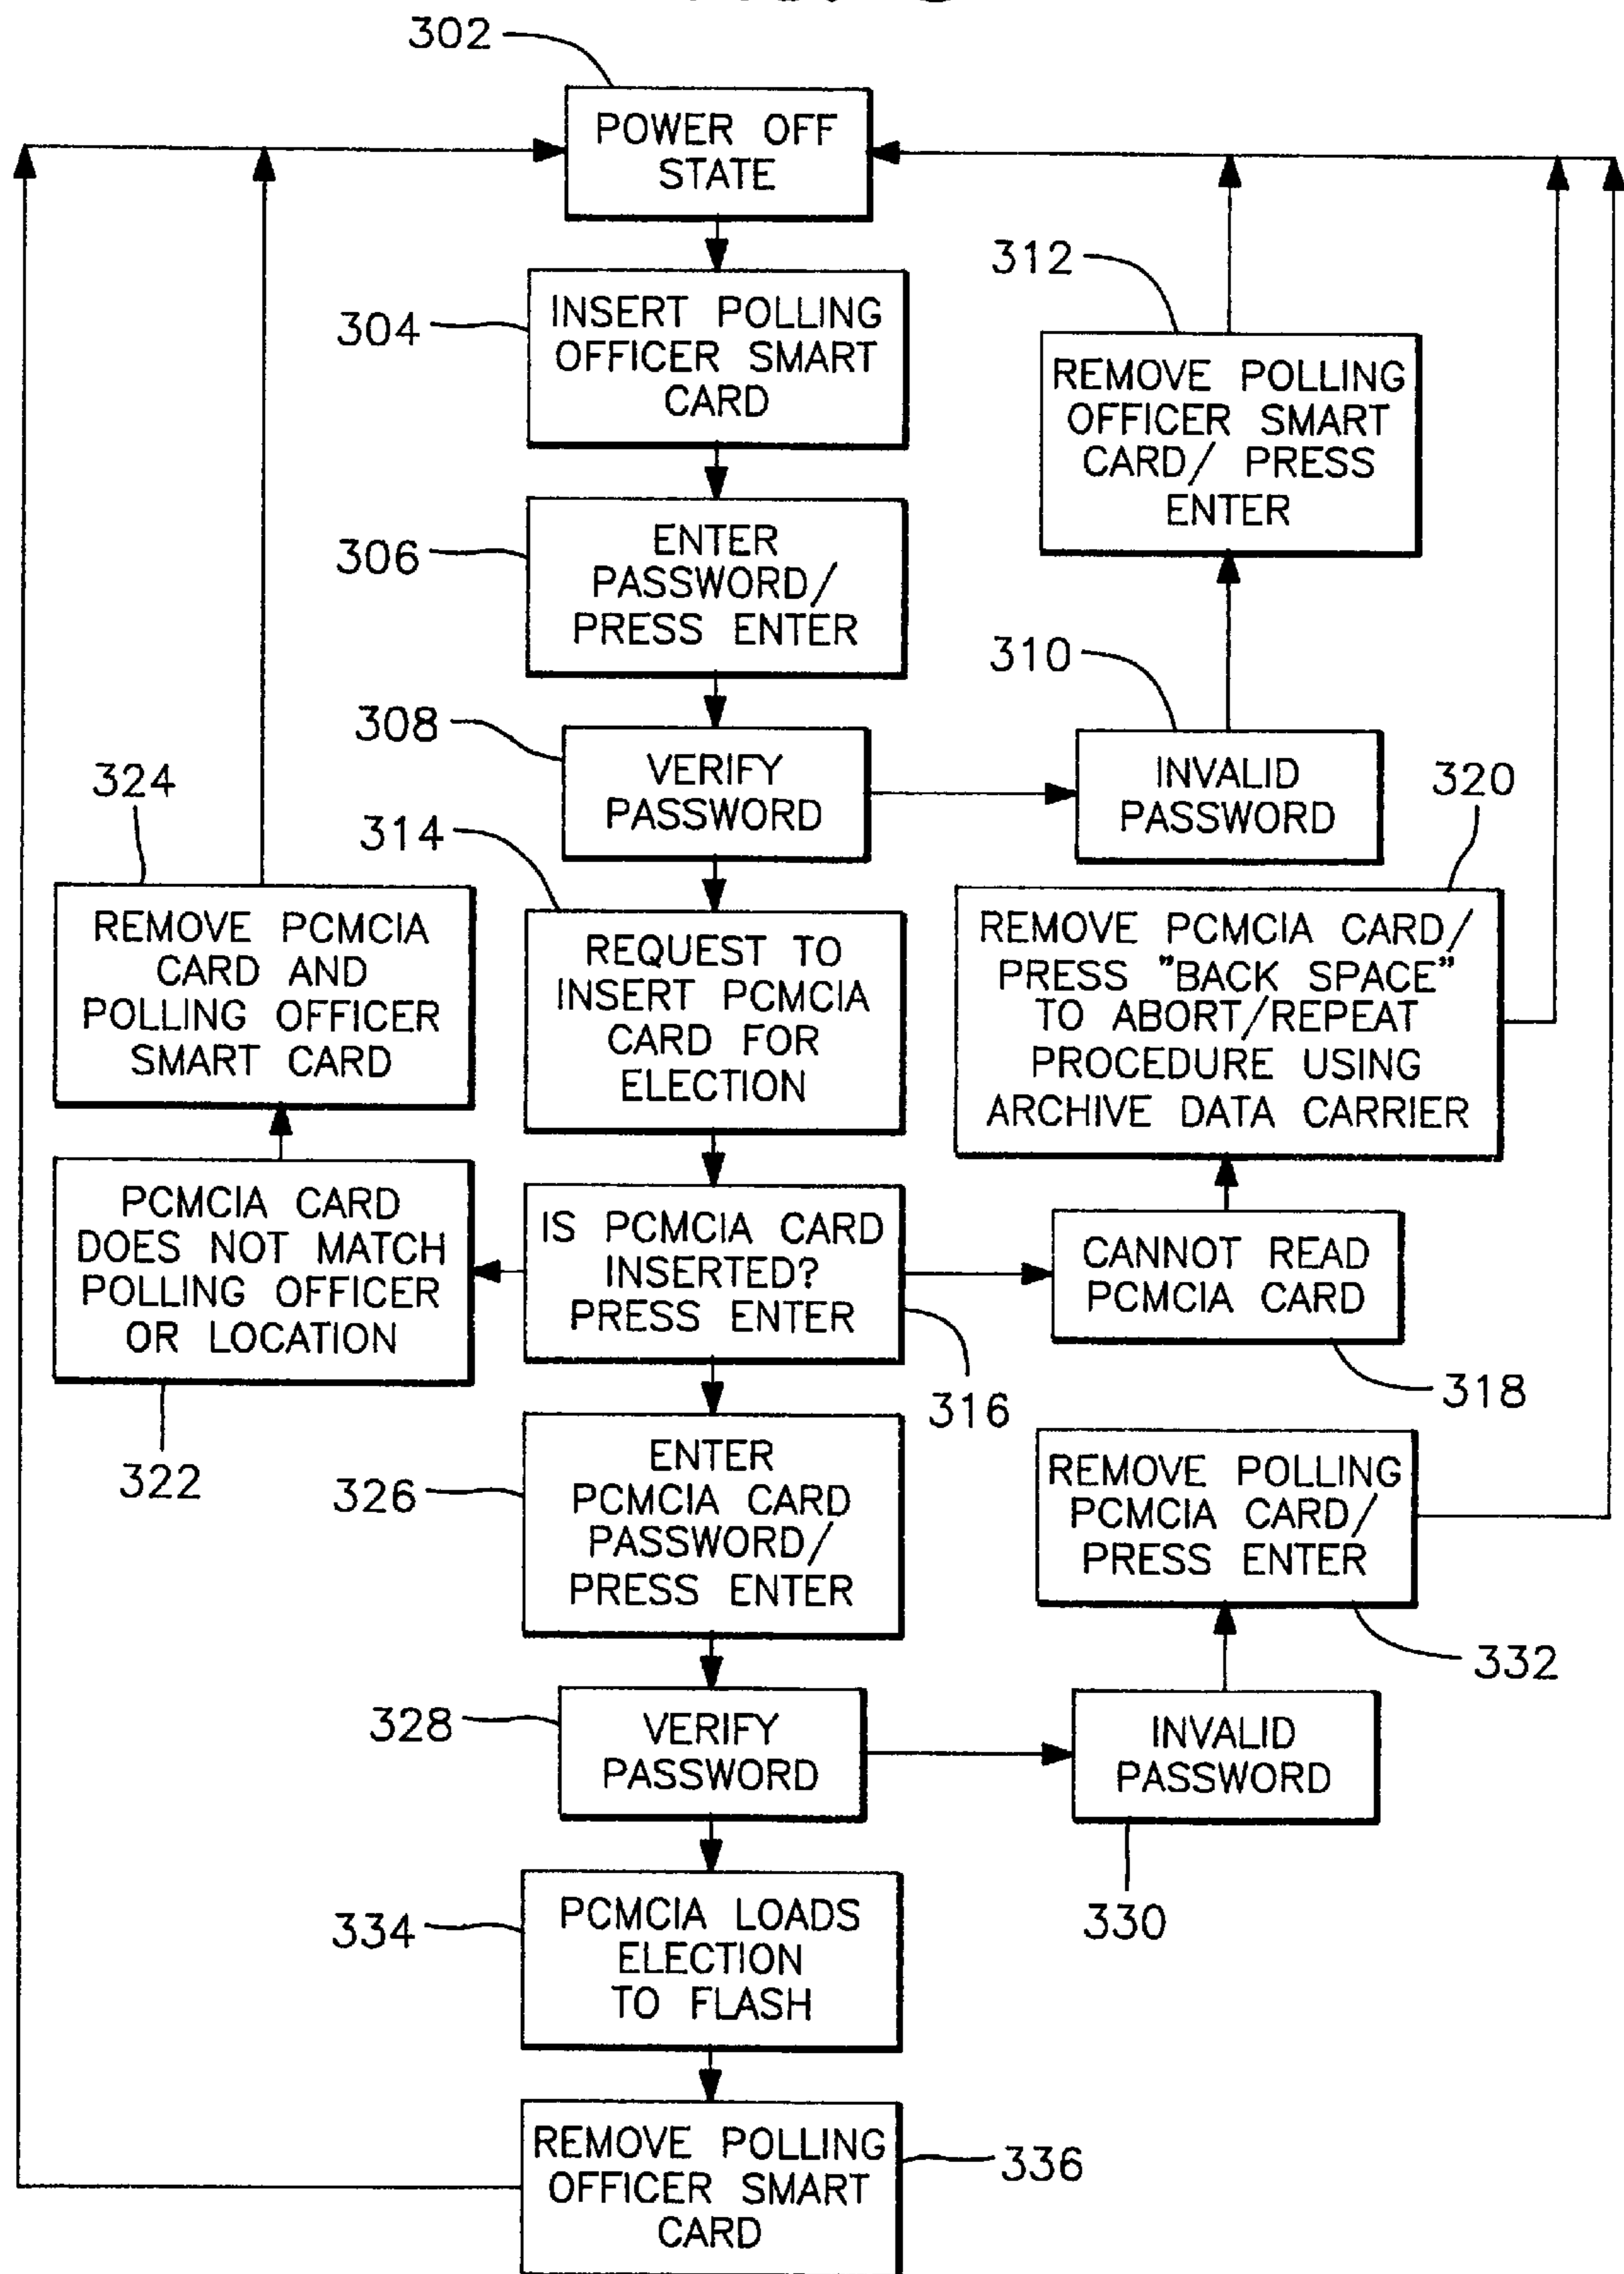 302
POWER OFF
STATE
304
INSERT POLLING
OFFICER SMART
CARD
312
REMOVE POLLING
OFFICER SMART
CARD/ PRESS
ENTER
306
ENTER
PASSWORD/
PRESS ENTER
308
VERIFY
PASSWORD
310
INVALID
PASSWORD
324
REMOVE PCMCIA
CARD AND
POLLING OFFICER
SMART CARD
314
REQUEST TO
INSERT PCMCIA
CARD FOR
ELECTION
320
REMOVE PCMCIA CARD/
PRESS "BACK SPACE"
TO ABORT/REPEAT
PROCEDURE USING
ARCHIVE DATA CARRIER
PCMCIA CARD
DOES NOT MATCH
POLLING OFFICER
OR LOCATION
322
IS PCMCIA CARD
INSERTED?
PRESS ENTER
316
CANNOT READ
PCMCIA CARD
318
326
ENTER
PCMCIA CARD
PASSWORD/
PRESS ENTER
REMOVE POLLING
PCMCIA CARD/
PRESS ENTER
332
328
VERIFY
PASSWORD
INVALID
PASSWORD
330
334
PCMCIA LOADS
ELECTION
TO FLASH
REMOVE POLLING
OFFICER SMART
CARD
336